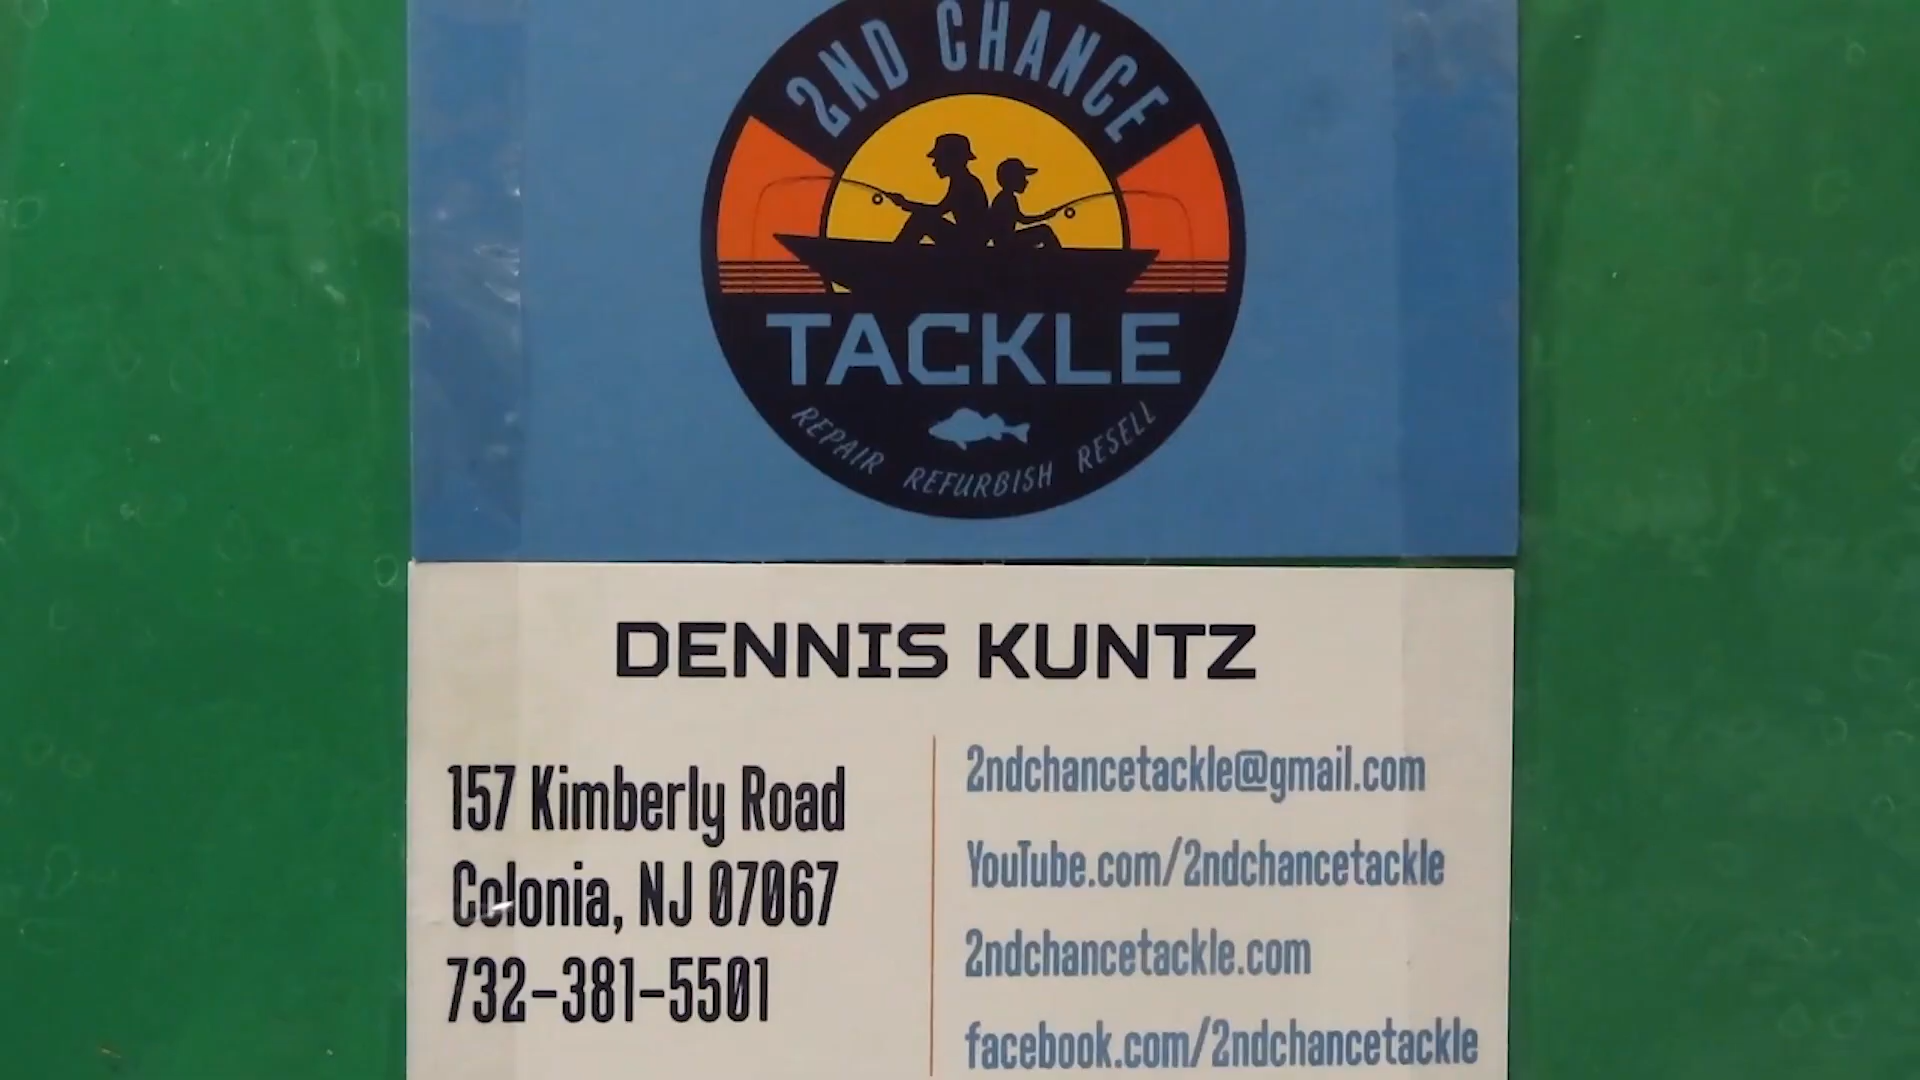 2ND CHANCE
TACKLE
REPAIR REFURBISH RESELL
DENNIS KUNTZ
157 Kimberly Road
Colonia, NJ 07067
732-381-5501
2ndchancetackle@gmail.com
YouTube.com/2ndchancetackle
2ndchancetackle.com
facebook.com/2ndchancetackle